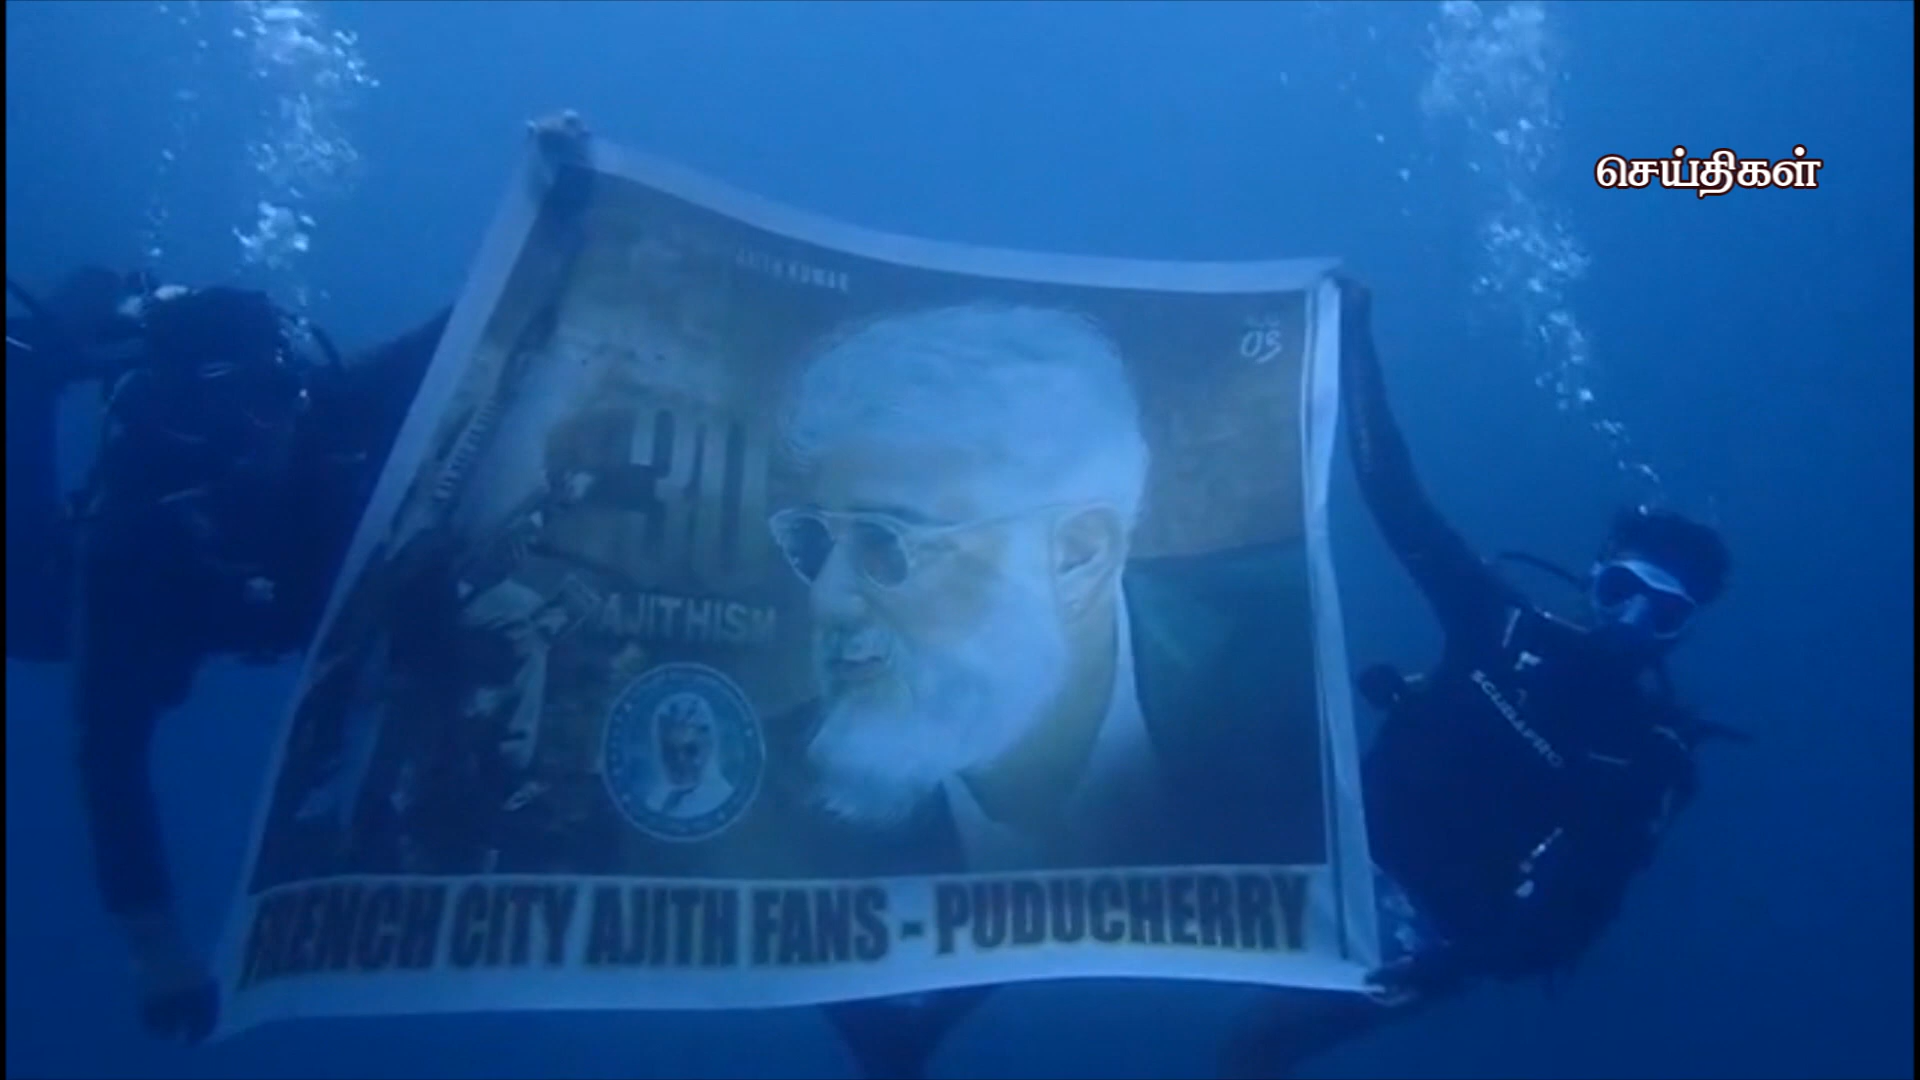 செய்திகள்
AJITH KUMAR
30
AJITHISM
FRENCH CITY AJITH FANS - PUDUCHERRY
SCUBAPRO